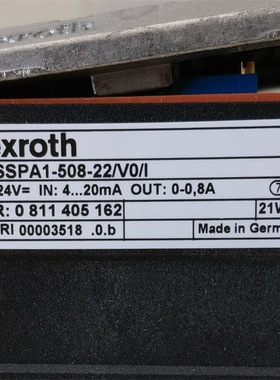 exroth
SSPA1-508-22/V0/I
24V= IN: 4...20mA OUT: 0-0,8A
R: 0 811 405 162
21W
RI 00003518 .0.b
Made in Germ